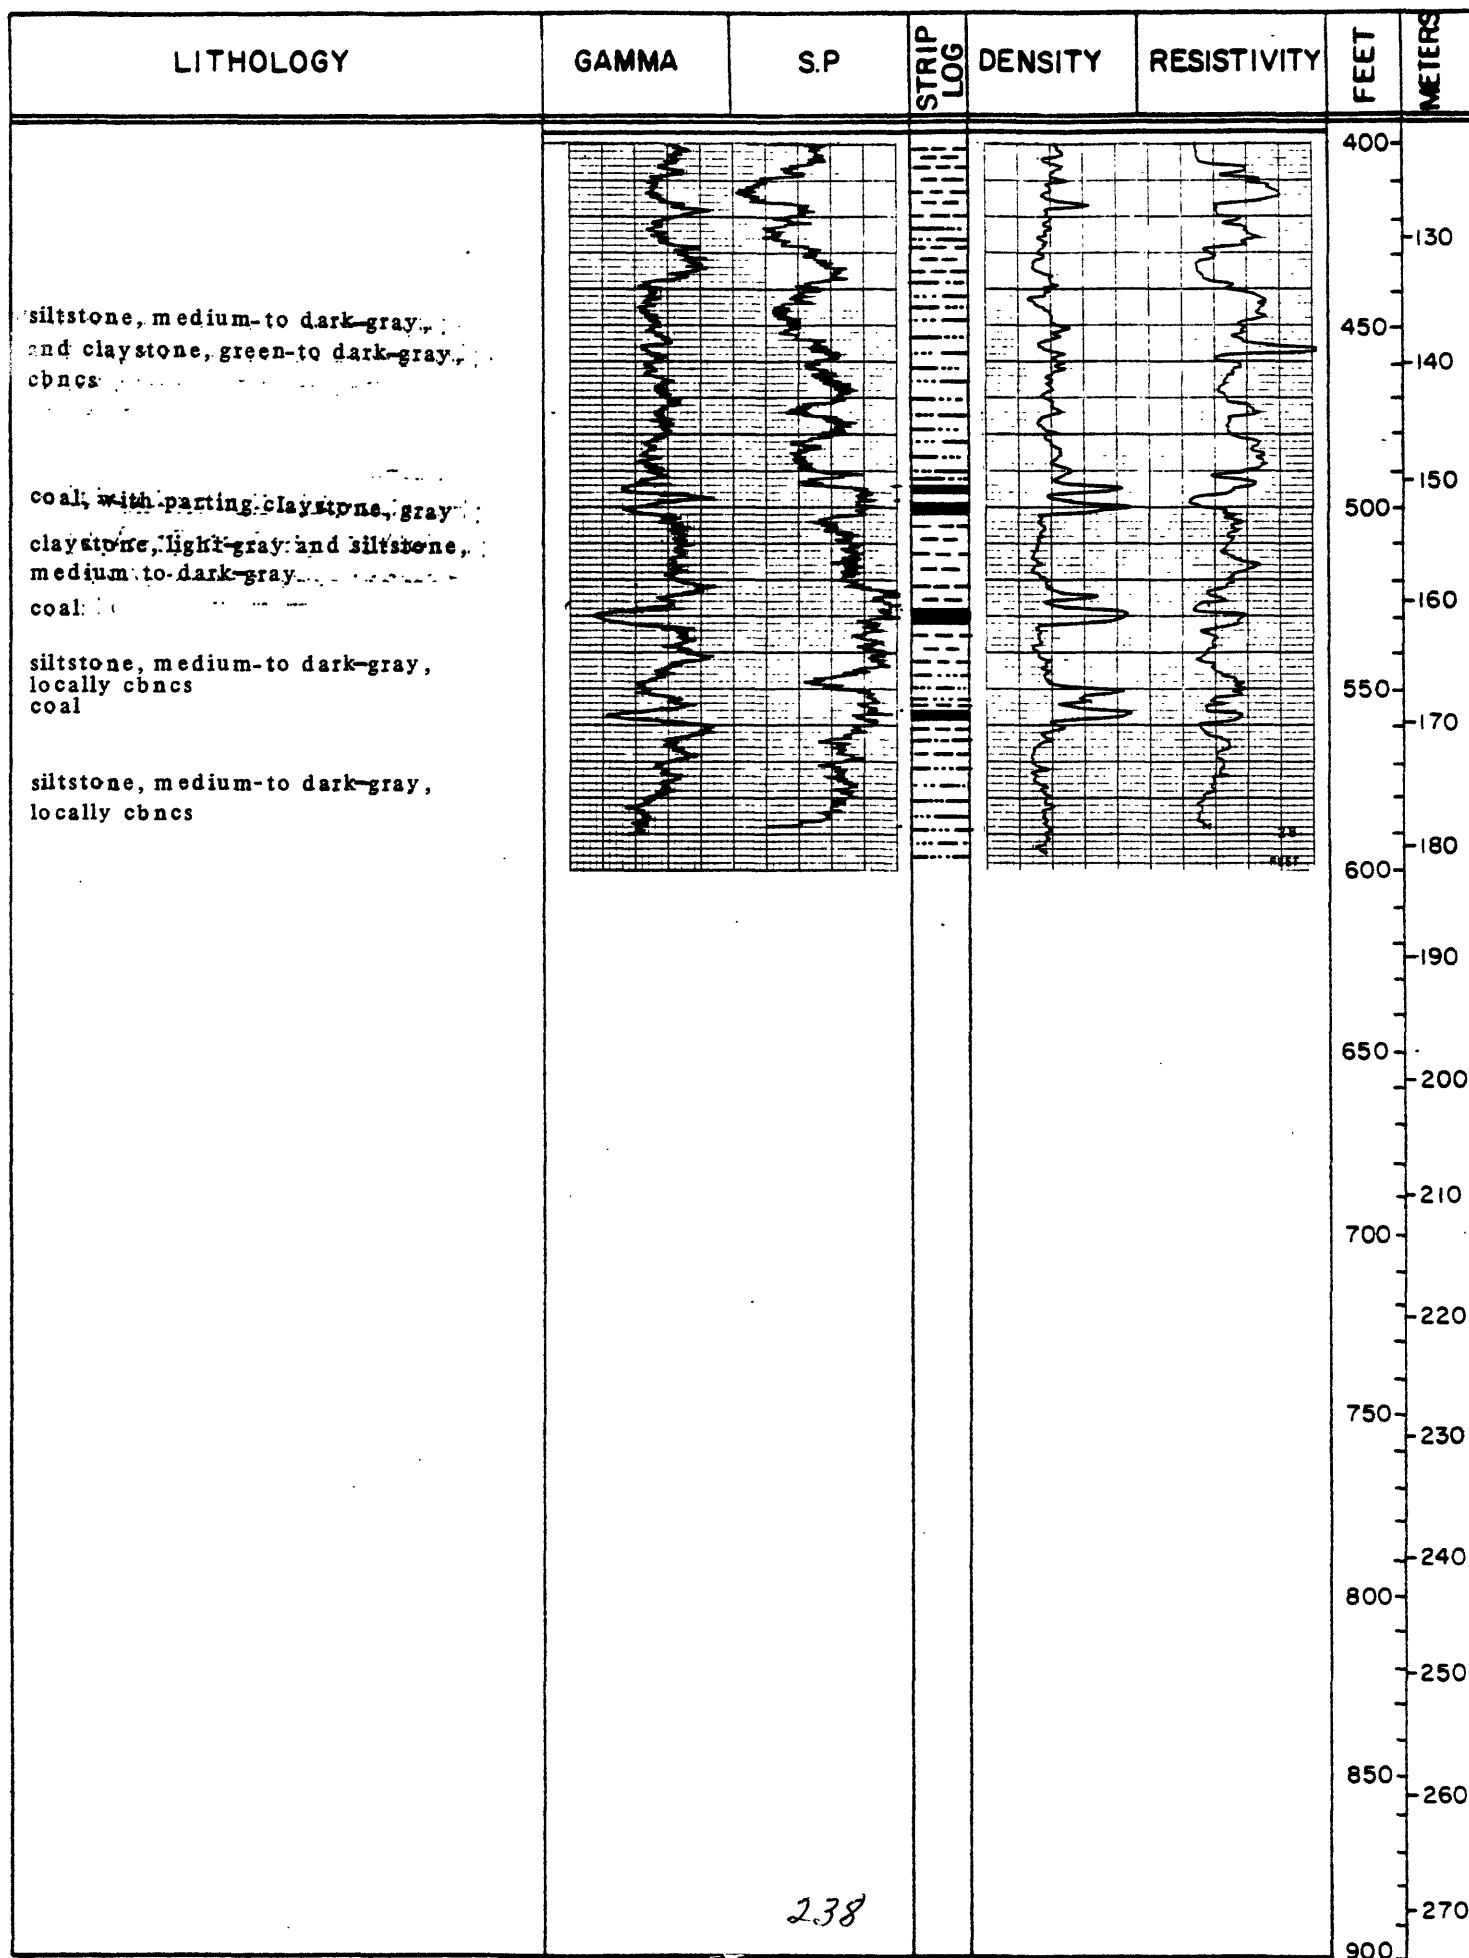 LITHOLOGY
GAMMA
S.P
STRIP LOG
DENSITY
RESISTIVITY
FEET
METERS
siltstone, medium-to dark-gray,
and claystone, green-to dark-gray,
cbncs
coal, with parting claystone, gray
claystone, light-gray and siltstone,
medium to dark-gray
coal
siltstone, medium-to dark-gray,
locally cbncs
coal
siltstone, medium-to dark-gray,
locally cbncs
400
130
450
140
150
500
160
550
170
180
600
190
650
200
210
700
220
750
230
240
800
250
850
260
270
900
238